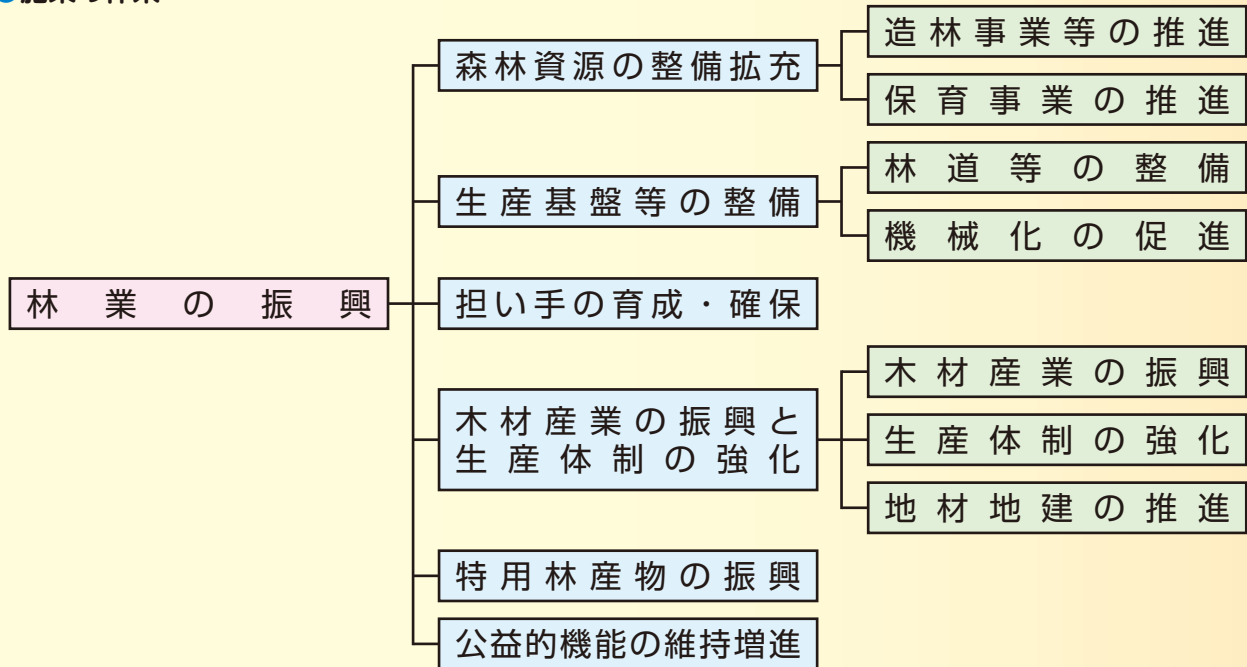 造林事業等の推進
森林資源の整備拡充
保育事業の推進
林道等の整備
生産基盤等の整備
機械化の促進
林業の振興
担い手の育成・確保
木材産業の振興
木材産業の振興と
生産体制の強化
生産体制の強化
地材地建の推進
特用林産物の振興
公益的機能の維持増進